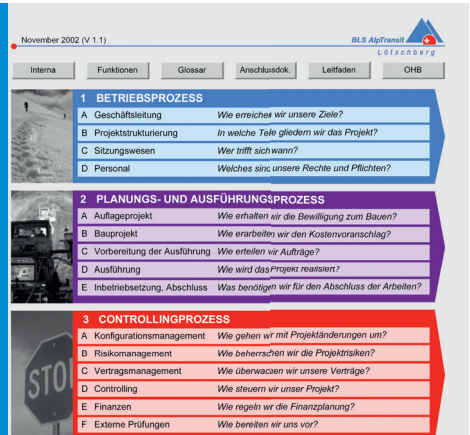 November 2002 (V 1.1)
BLS AlpTransit
Lötschberg
Interna Funktionen Glossar Anschlussdok. Leitfaden OHB
1 BETRIEBSPROZESS
A Geschäftsleitung Wie erreichen wir unsere Ziele?
B Projektstrukturierung In welche Teile gliedern wir das Projekt?
C Sitzungswesen Wer trifft sich wann?
D Personal Welches sind unsere Rechte und Pflichten?
2 PLANUNGS- UND AUSFÜHRUNGSPROZESS
A Auflageprojekt Wie erhalten wir die Bewilligung zum Bauen?
B Bauprojekt Wie erarbeiten wir den Kostenvoranschlag?
C Vorbereitung der Ausführung Wie erteilen wir Aufträge?
D Ausführung Wie wird das Projekt realisiert?
E Inbetriebsetzung, Abschluss Was benötigen wir für den Abschluss der Arbeiten?
3 CONTROLLINGPROZESS
A Konfigurationsmanagement Wie gehen wir mit Projektänderungen um?
B Risikomanagement Wie beherrschen wir die Projektrisiken?
C Vertragsmanagement Wie überwachen wir unsere Verträge?
D Controlling Wie steuern wir unser Projekt?
E Finanzen Wie regeln wir die Finanzplanung?
F Externe Prüfungen Wie bereiten wir uns vor?
STOP